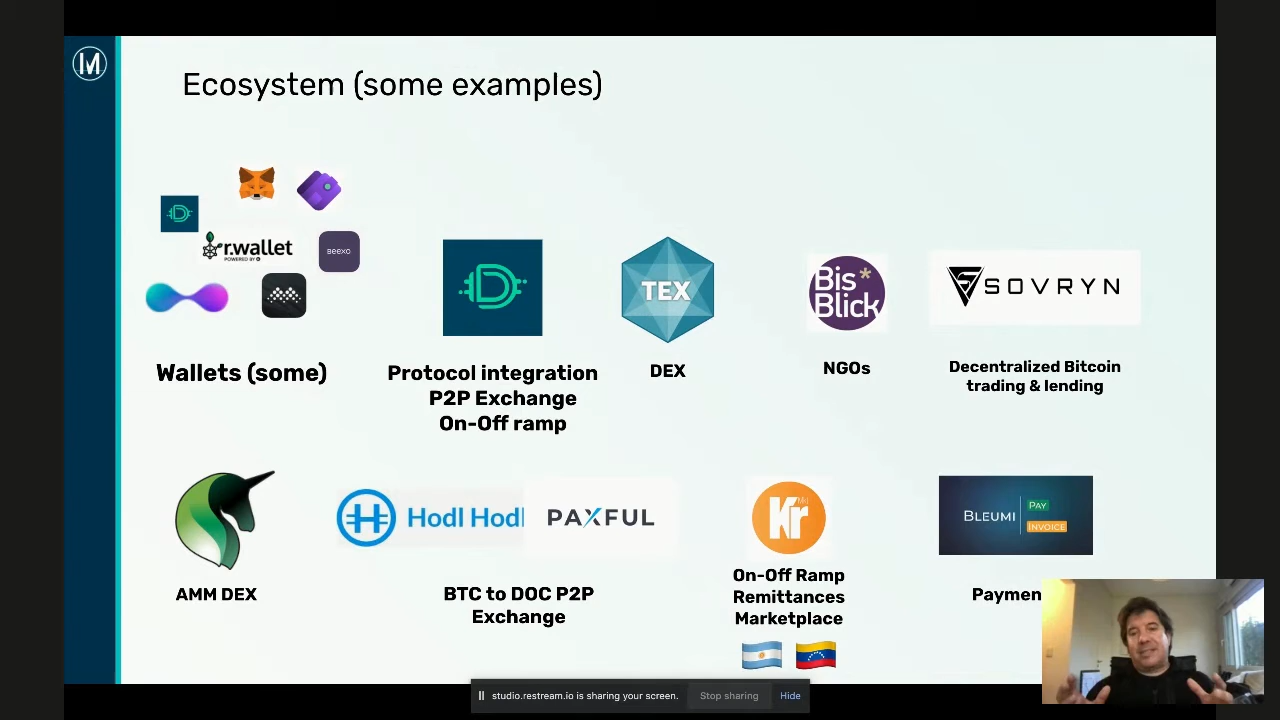 M
Ecosystem (some examples)
D
r.wallet
POWERED BY
BEEXO
Wallets (some)
D
Protocol integration
P2P Exchange
On-Off ramp
TEX
DEX
Bis*
Blick
NGOs
SOVRYN
Decentralized Bitcoin
trading & lending
AMM DEX
Hodl Hodl
PAXFUL
BTC to DOC P2P
Exchange
Kr
On-Off Ramp
Remittances
Marketplace
BLEUMI
PAY
INVOICE
Paymen
studio.restream.io is sharing your screen.
Stop sharing
Hide